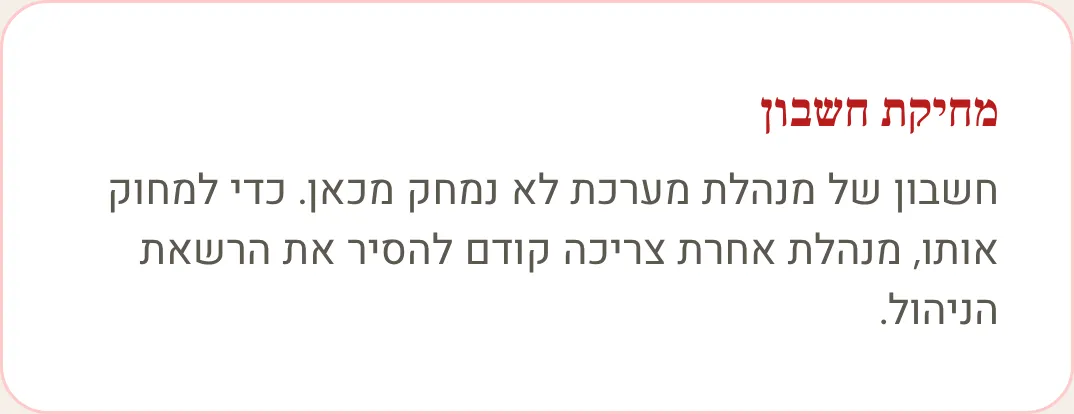 מחיקת חשבון
חשבון של מנהלת מערכת לא נמחק מכאן. כדי למחוק
אותו, מנהלת אחרת צריכה קודם להסיר את הרשאת
הניהול.